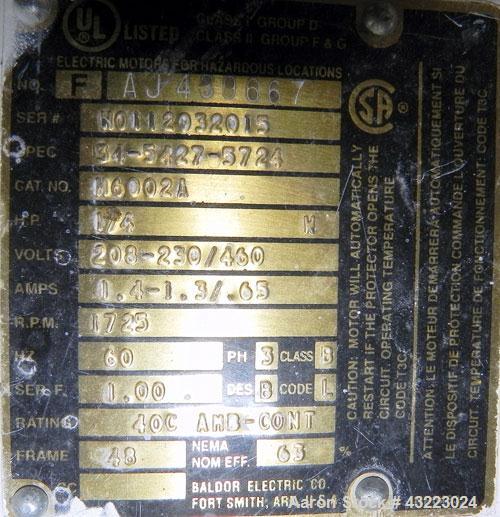 UL LISTED
CLASS I GROUP D
CLASS II GROUP F & G
ELECTRIC MOTORS FOR HAZARDOUS LOCATIONS
NO. F AJ488667
SER # W0112032015
SPEC 34-5427-5724
CAT. NO. M6002A
H.P. 1/4 W
VOLTS 208-230/460
AMPS 1.4-1.3/.65
R.P.M. 1725
HZ 60 PH 3 CLASS B
SER. F. 1.00 DES B CODE L
RATING 40C AMB-CONT
FRAME 48 NEMA NOM EFF. 63 %
CC BALDOR ELECTRIC CO.
FORT SMITH, AR. U.S.A.
CSA
CAUTION: MOTOR WILL AUTOMATICALLY
RESTART IF THE PROTECTOR OPENS THE
CIRCUIT. OPERATING TEMPERATURE
CODE T3C.
ATTENTION, LE MOTEUR DEMARRERA AUTOMATIQUEMENT SI
LE DISPOSITIF DE PROTECTION COMMANDE L'OUVERTURE DU
CIRCUIT. TEMPERATURE DE FONCTIONNEMENT: CODE T3C.
Aaron Stock # 43223024